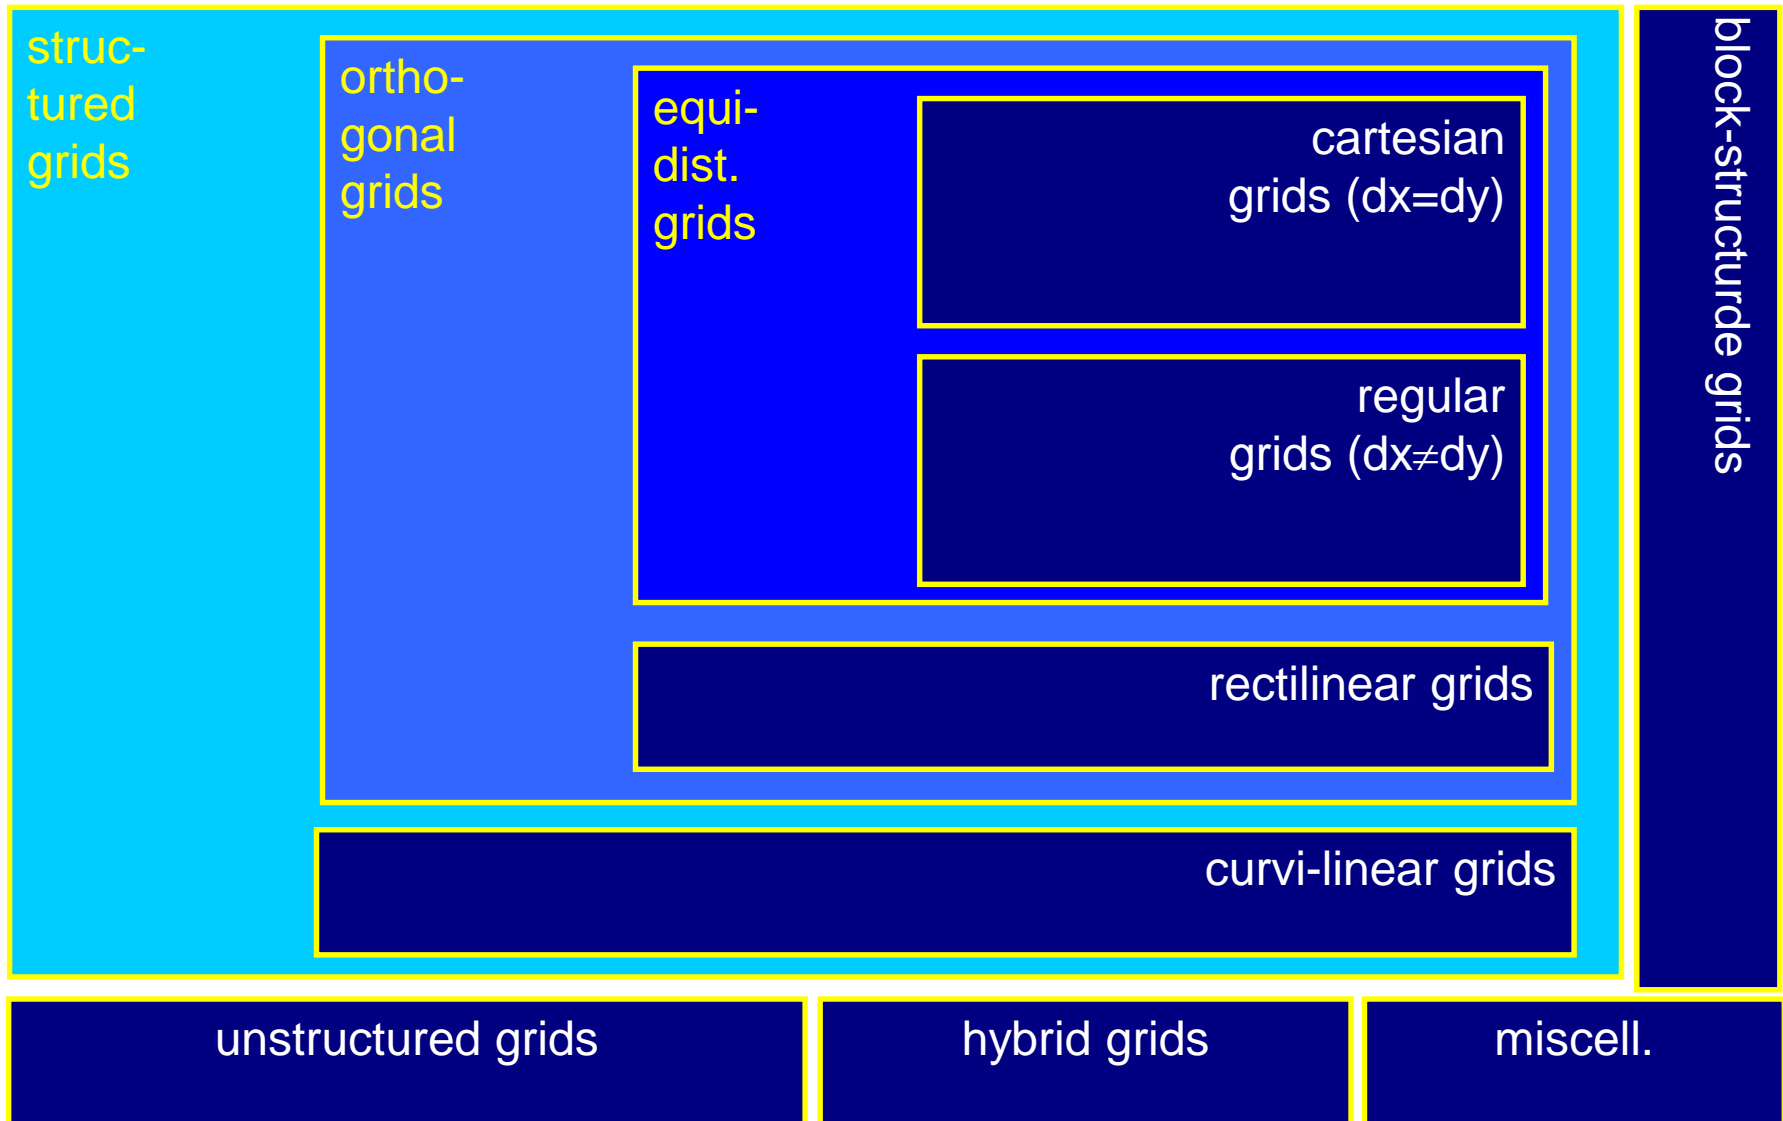 struc-
tured
grids
ortho-
gonal
grids
equi-
dist.
grids
cartesian
grids (dx=dy)
regular
grids (dx≠dy)
rectilinear grids
curvi-linear grids
block-structurde grids
unstructured grids
hybrid grids
miscell.